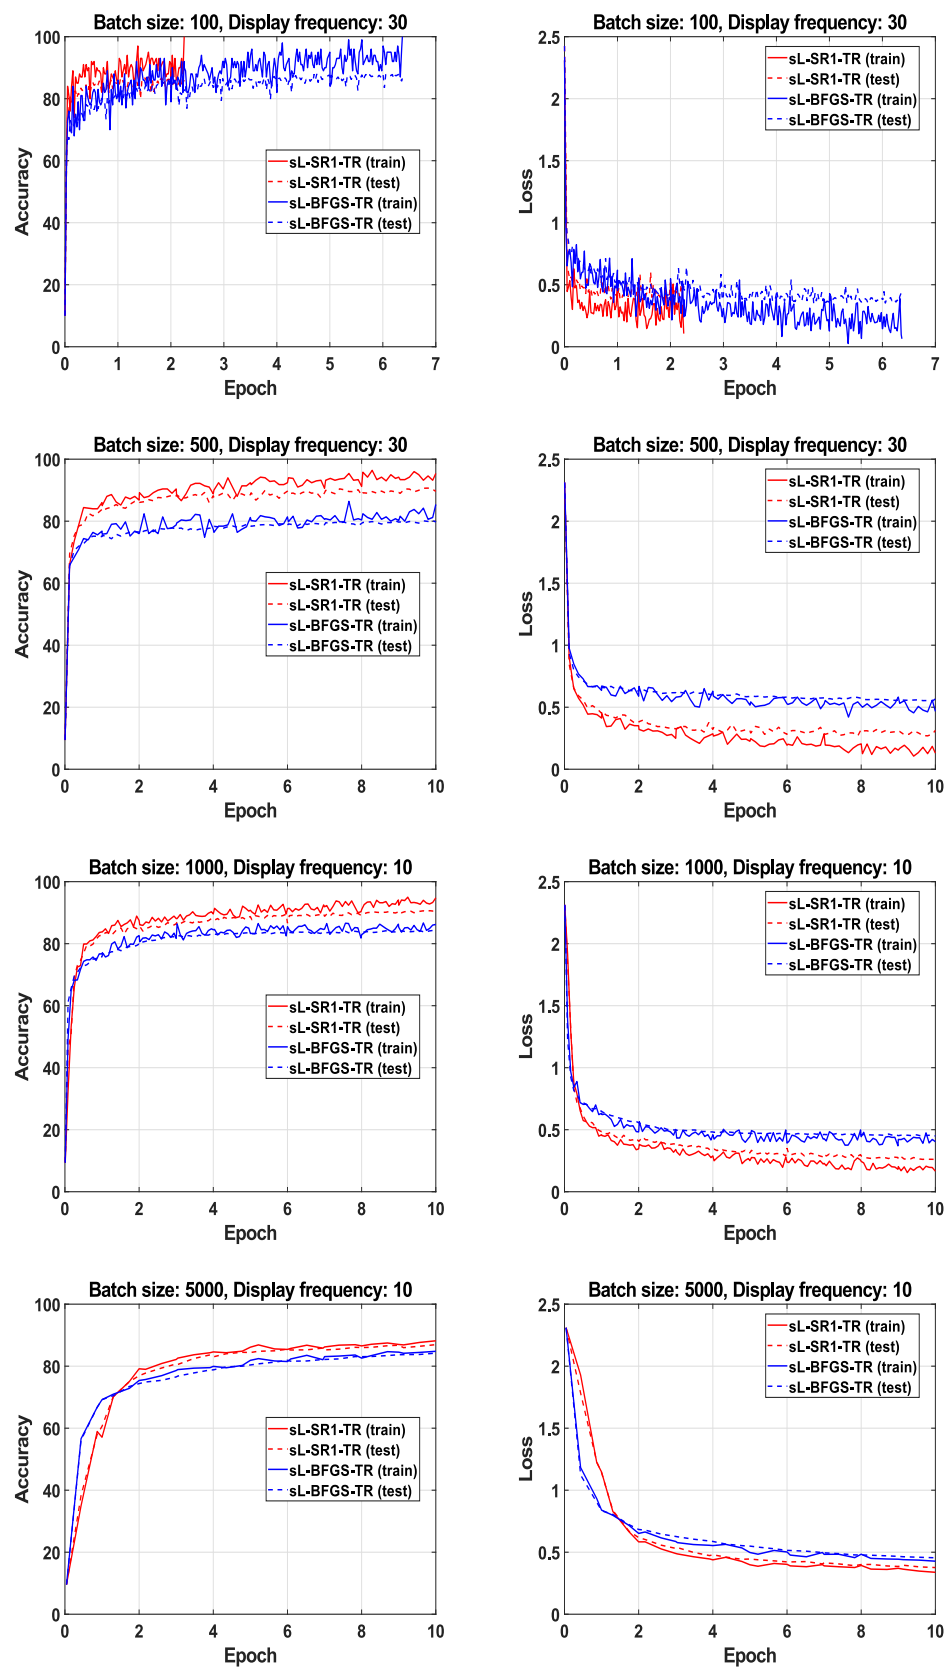 Batch size: 100, Display frequency: 30
100
80
60
40
20
0
Accuracy
sL-SR1-TR (train)
sL-SR1-TR (test)
sL-BFGS-TR (train)
sL-BFGS-TR (test)
0 1 2 3 4 5 6 7
Epoch
Batch size: 100, Display frequency: 30
2.5
2
1.5
1
0.5
0
Loss
sL-SR1-TR (train)
sL-SR1-TR (test)
sL-BFGS-TR (train)
sL-BFGS-TR (test)
0 1 2 3 4 5 6 7
Epoch
Batch size: 500, Display frequency: 30
100
80
60
40
20
0
Accuracy
sL-SR1-TR (train)
sL-SR1-TR (test)
sL-BFGS-TR (train)
sL-BFGS-TR (test)
0 2 4 6 8 10
Epoch
Batch size: 500, Display frequency: 30
2.5
2
1.5
1
0.5
0
Loss
sL-SR1-TR (train)
sL-SR1-TR (test)
sL-BFGS-TR (train)
sL-BFGS-TR (test)
0 2 4 6 8 10
Epoch
Batch size: 1000, Display frequency: 10
100
80
60
40
20
0
Accuracy
sL-SR1-TR (train)
sL-SR1-TR (test)
sL-BFGS-TR (train)
sL-BFGS-TR (test)
0 2 4 6 8 10
Epoch
Batch size: 1000, Display frequency: 10
2.5
2
1.5
1
0.5
0
Loss
sL-SR1-TR (train)
sL-SR1-TR (test)
sL-BFGS-TR (train)
sL-BFGS-TR (test)
0 2 4 6 8 10
Epoch
Batch size: 5000, Display frequency: 10
100
80
60
40
20
0
Accuracy
sL-SR1-TR (train)
sL-SR1-TR (test)
sL-BFGS-TR (train)
sL-BFGS-TR (test)
0 2 4 6 8 10
Epoch
Batch size: 5000, Display frequency: 10
2.5
2
1.5
1
0.5
0
Loss
sL-SR1-TR (train)
sL-SR1-TR (test)
sL-BFGS-TR (train)
sL-BFGS-TR (test)
0 2 4 6 8 10
Epoch